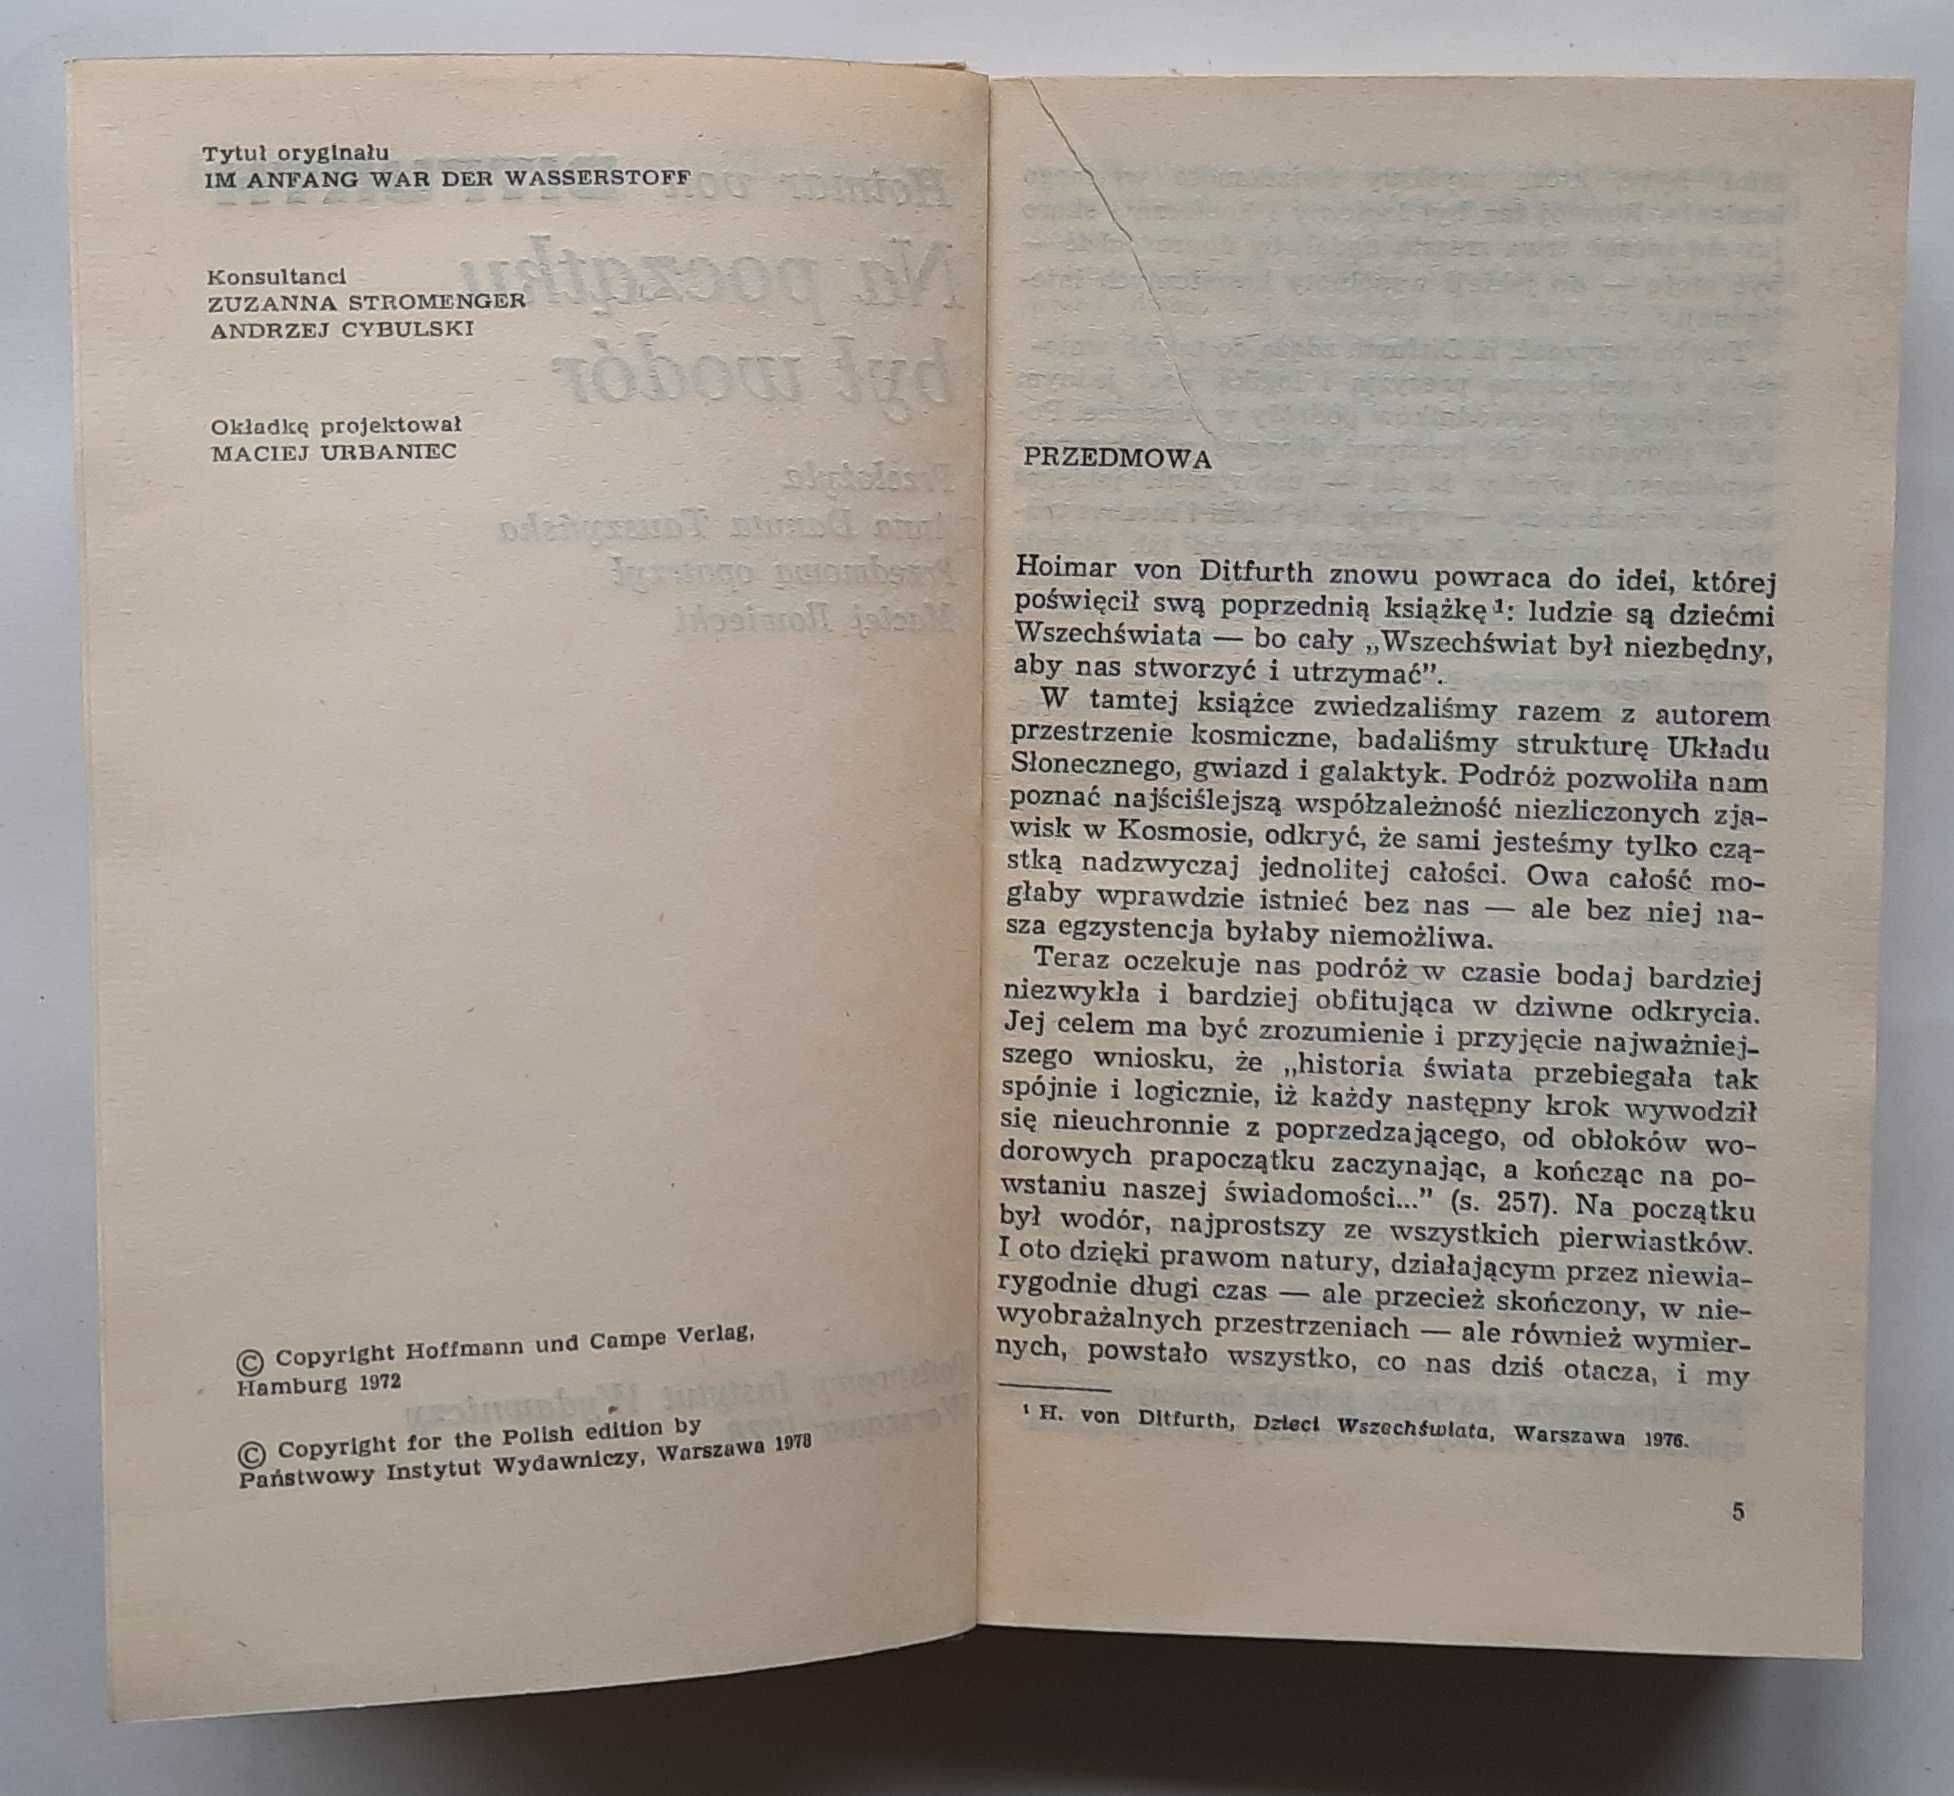 Tytuł oryginału
IM ANFANG WAR DER WASSERSTOFF
Konsultanci
ZUZANNA STROMENGER
ANDRZEJ CYBULSKI
Okładkę projektował
MACIEJ URBANIEC
© Copyright Hoffmann und Campe Verlag,
Hamburg 1972
© Copyright for the Polish edition by
Państwowy Instytut Wydawniczy, Warszawa 1978
PRZEDMOWA
Hoimar von Ditfurth znowu powraca do idei, której
poświęcił swą poprzednią książkę¹: ludzie są dziećmi
Wszechświata — bo cały „Wszechświat był niezbędny,
aby nas stworzyć i utrzymać”.
W tamtej książce zwiedzaliśmy razem z autorem
przestrzenie kosmiczne, badaliśmy strukturę Układu
Słonecznego, gwiazd i galaktyk. Podróż pozwoliła nam
poznać najściślejszą współzależność niezliczonych zja-
wisk w Kosmosie, odkryć, że sami jesteśmy tylko czą-
stką nadzwyczaj jednolitej całości. Owa całość mo-
głaby wprawdzie istnieć bez nas — ale bez niej na-
sza egzystencja byłaby niemożliwa.
Teraz oczekuje nas podróż w czasie bodaj bardziej
niezwykła i bardziej obfitująca w dziwne odkrycia.
Jej celem ma być zrozumienie i przyjęcie najważniej-
szego wniosku, że „historia świata przebiegała tak
spójnie i logicznie, iż każdy następny krok wywodził
się nieuchronnie z poprzedzającego, od obłoków wo-
dorowych prapoczątku zaczynając, a kończąc na po-
wstaniu naszej świadomości...” (s. 257). Na początku
był wodór, najprostszy ze wszystkich pierwiastków.
I oto dzięki prawom natury, działającym przez niewia-
rygodnie długi czas — ale przecież skończony, w nie-
wyobrażalnych przestrzeniach — ale również wymier-
nych, powstało wszystko, co nas dziś otacza, i my
¹ H. von Ditfurth, Dzieci Wszechświata, Warszawa 1976.
5